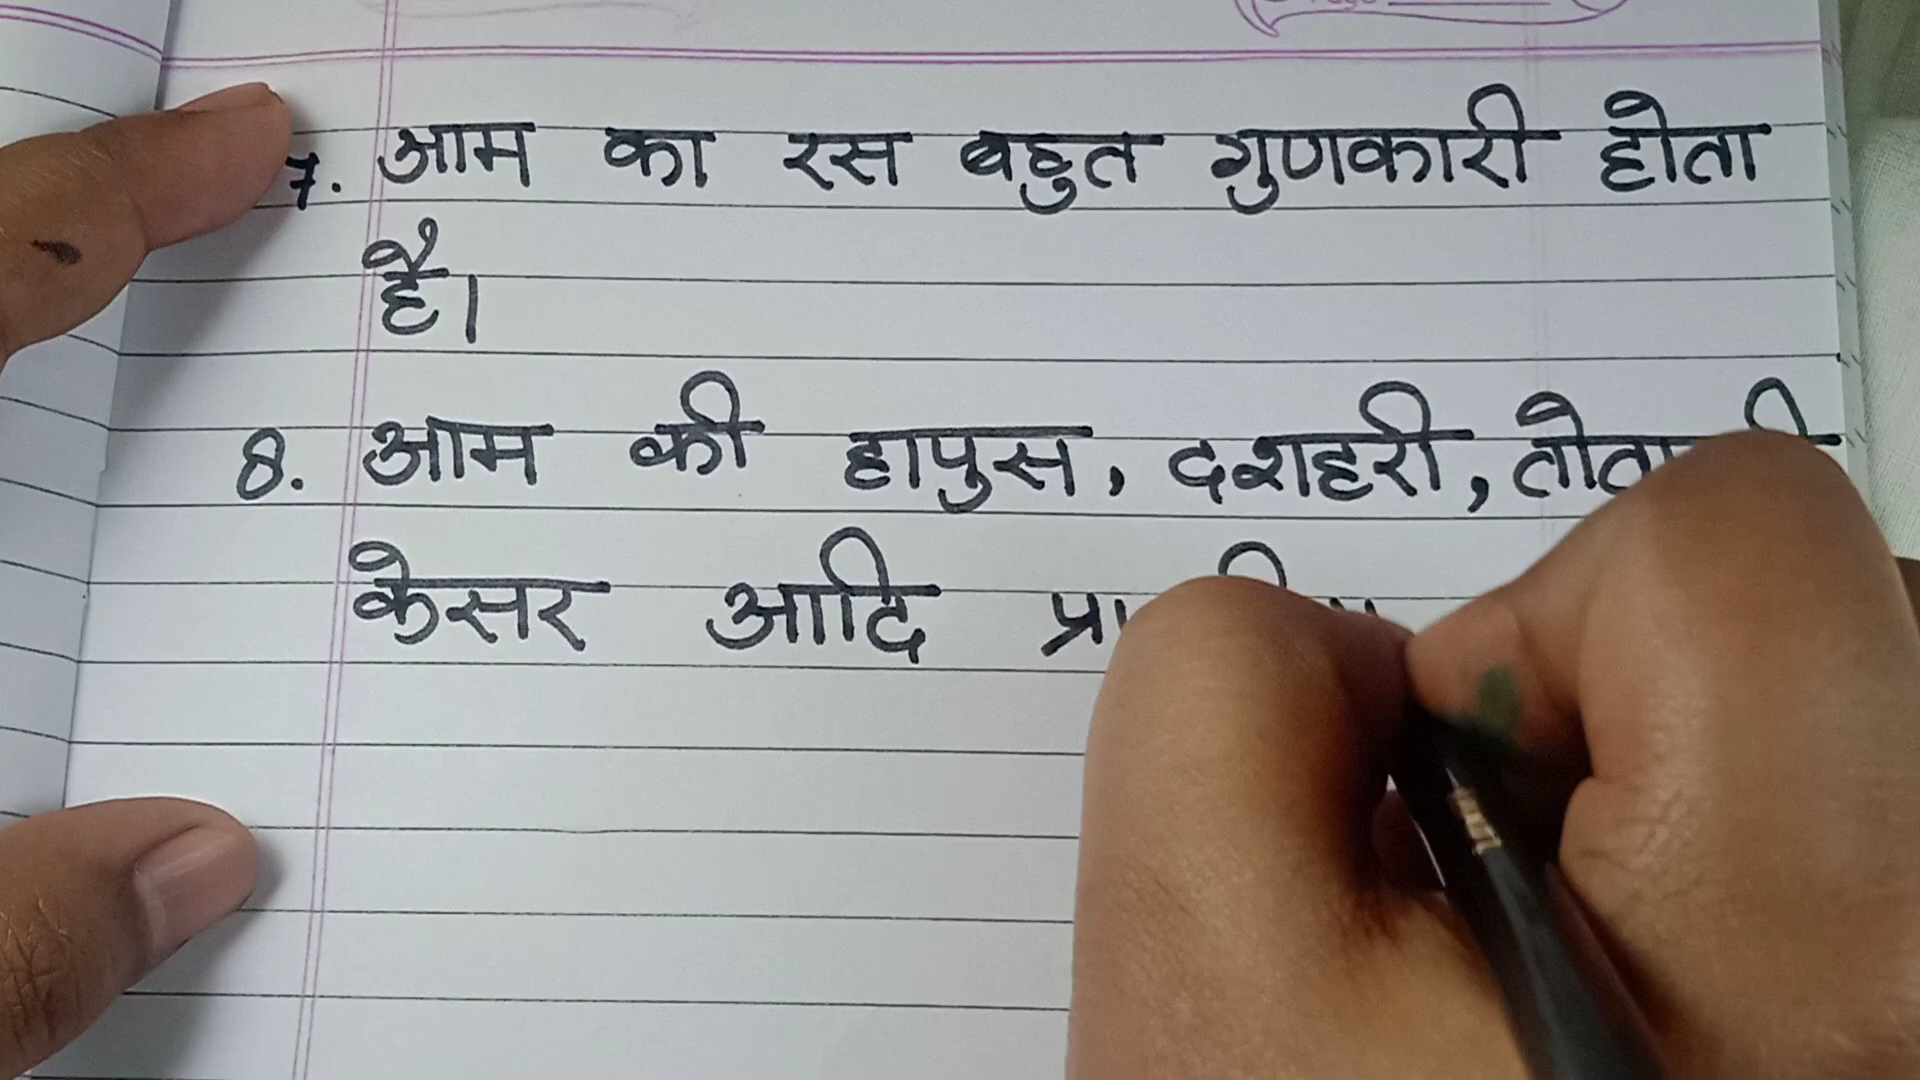 7. आम का रस बहुत गुणकारी होता
है।
8. आम की हापुस, दशहरी,
केसर आदि